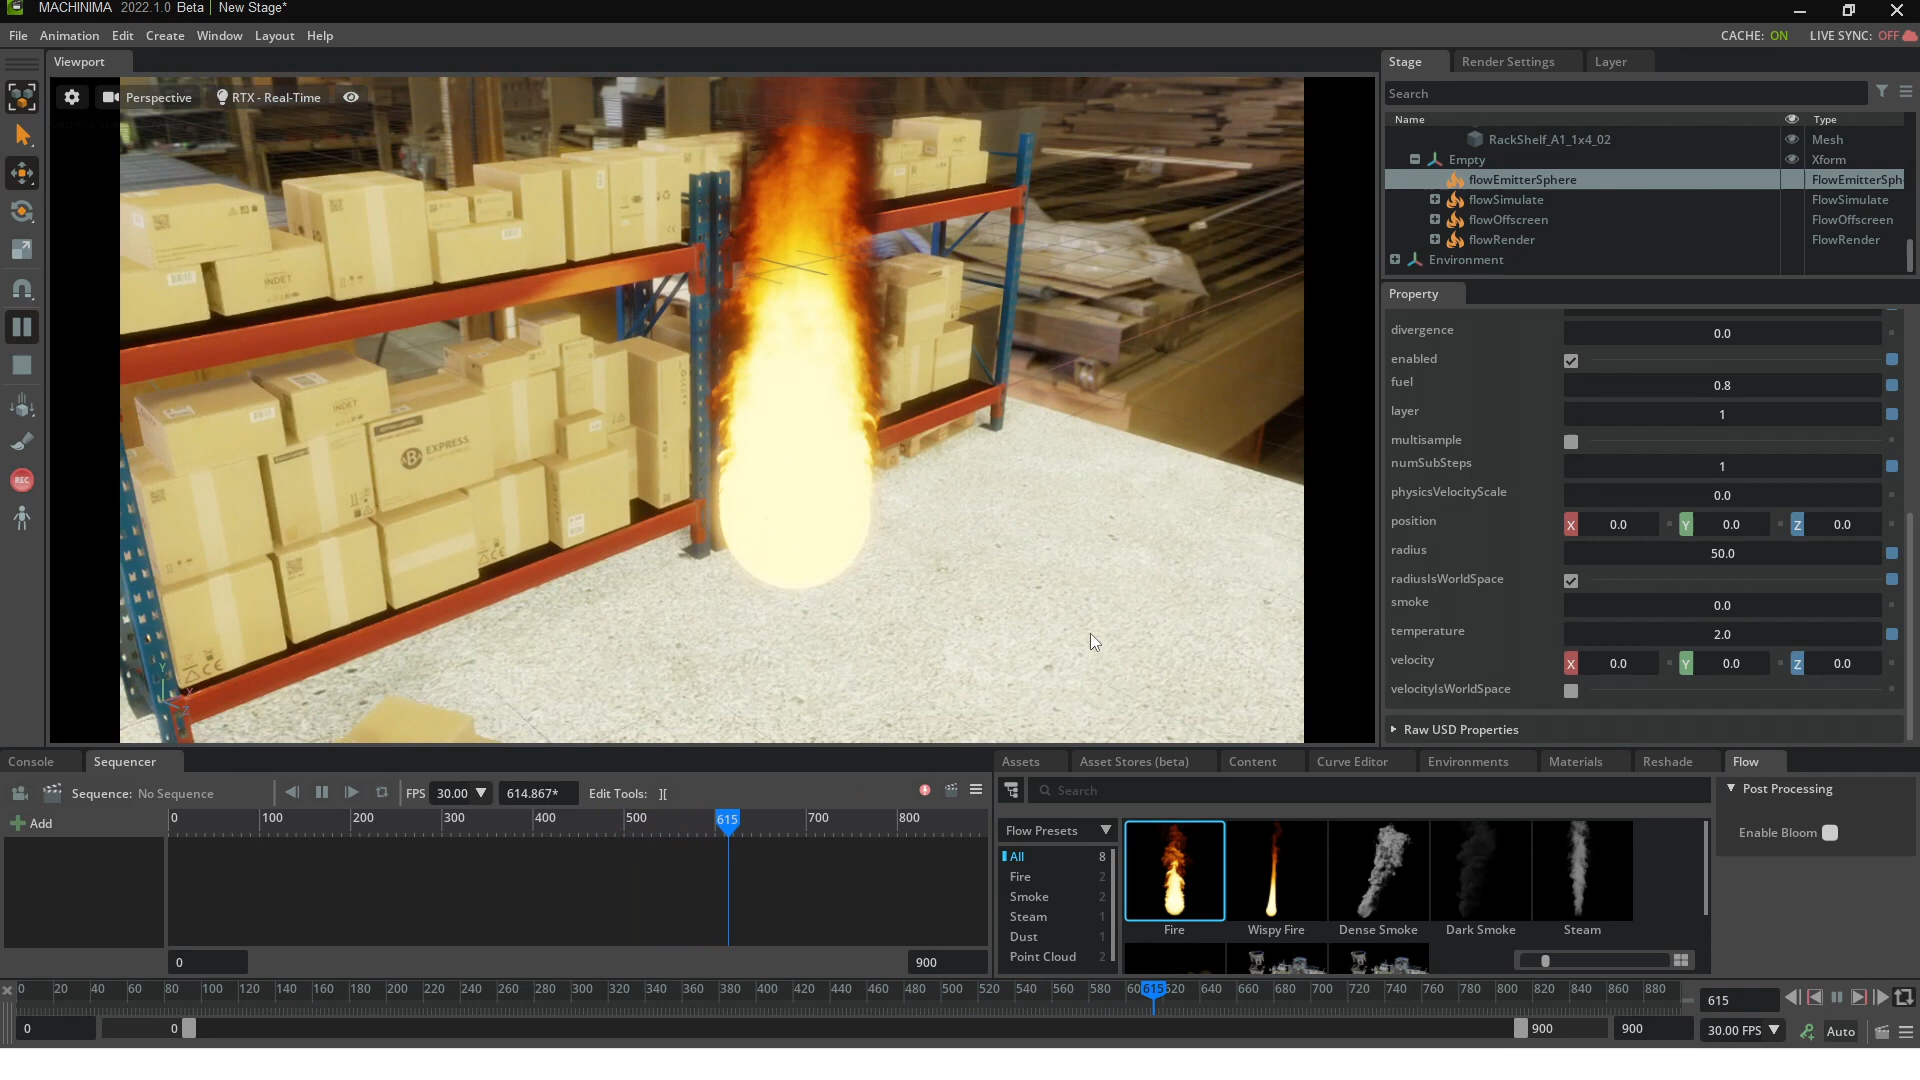 MACHINIMA 2022.1.0 Beta New Stage*
File Animation Edit Create Window Layout Help
CACHE: ON LIVE SYNC: OFF
Viewport
Perspective RTX - Real-Time
INDET
INDET
EXPRESS
REC
Y
X
Z
Stage Render Settings Layer
Search
Name Type
RackShelf_A1_1x4_02 Mesh
Empty Xform
flowEmitterSphere FlowEmitterSph
flowSimulate FlowSimulate
flowOffscreen FlowOffscreen
flowRender FlowRender
Environment
Property
divergence 0.0
enabled
fuel 0.8
layer 1
multisample
numSubSteps 1
physicsVelocityScale 0.0
position X 0.0 Y 0.0 Z 0.0
radius 50.0
radiusIsWorldSpace
smoke 0.0
temperature 2.0
velocity X 0.0 Y 0.0 Z 0.0
velocityIsWorldSpace
Raw USD Properties
Console Sequencer
Sequence: No Sequence FPS 30.00 614.867* Edit Tools: ][
Add
0 100 200 300 400 500 615 700 800
0 900
Assets Asset Stores (beta) Content Curve Editor Environments Materials Reshade Flow
Search
Flow Presets
All 8
Fire 2
Smoke 2
Steam 1
Dust 1
Point Cloud 2
Fire Wispy Fire Dense Smoke Dark Smoke Steam
Post Processing
Enable Bloom
0 20 40 60 80 100 120 140 160 180 200 220 240 260 280 300 320 340 360 380 400 420 440 460 480 500 520 540 560 580 60 615 620 640 660 680 700 720 740 760 780 800 820 840 860 880
615
0 0 900 900 30.00 FPS Auto